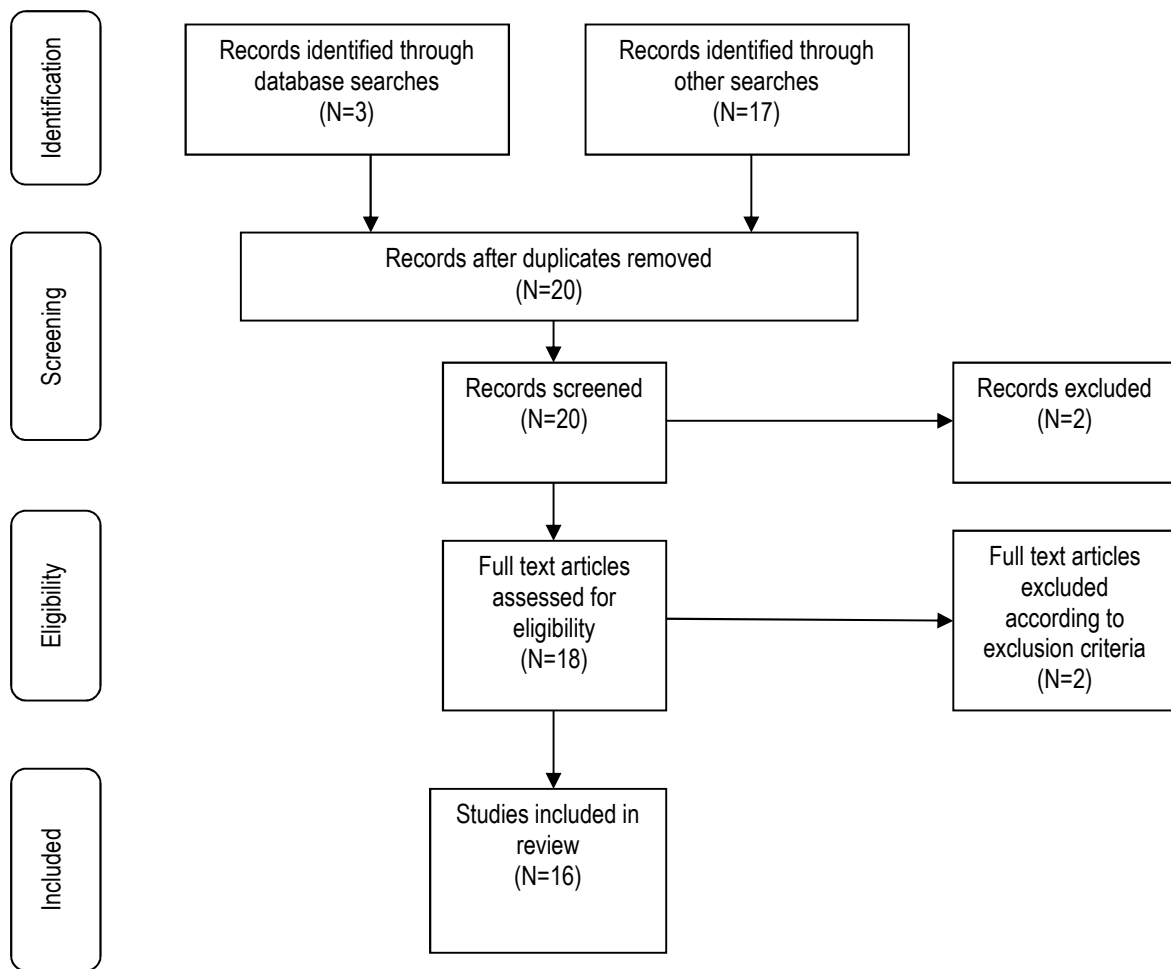 Identification
Records identified through
database searches
(N=3)
Records identified through
other searches
(N=17)
Screening
Records after duplicates removed
(N=20)
Records screened
(N=20)
Records excluded
(N=2)
Eligibility
Full text articles
assessed for
eligibility
(N=18)
Full text articles
excluded
according to
exclusion criteria
(N=2)
Included
Studies included in
review
(N=16)